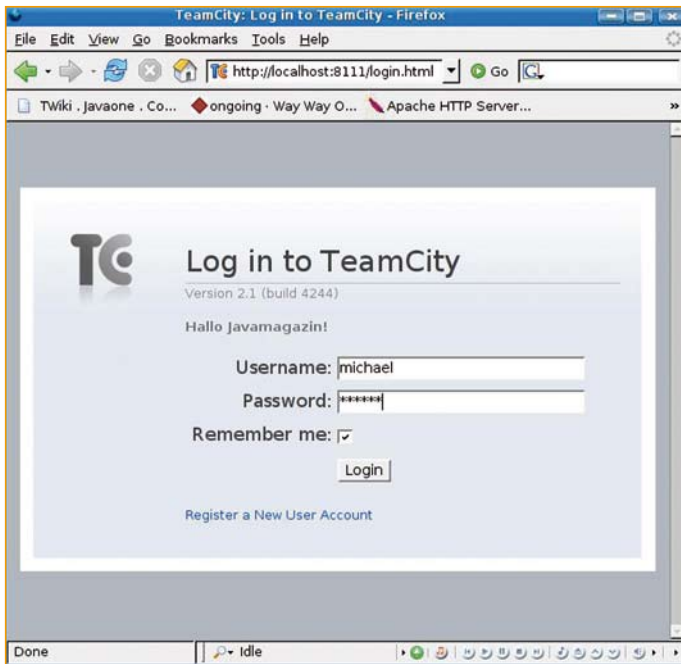 TeamCity: Log in to TeamCity - Firefox
File Edit View Go Bookmarks Tools Help
http://localhost:8111/login.html Go G
TWiki . Javaone . Co... ongoing · Way Way O... Apache HTTP Server... »
TC
Log in to TeamCity
Version 2.1 (build 4244)
Hallo Javamagazin!
Username: michael
Password: ******
Remember me:
Login
Register a New User Account
Done Idle